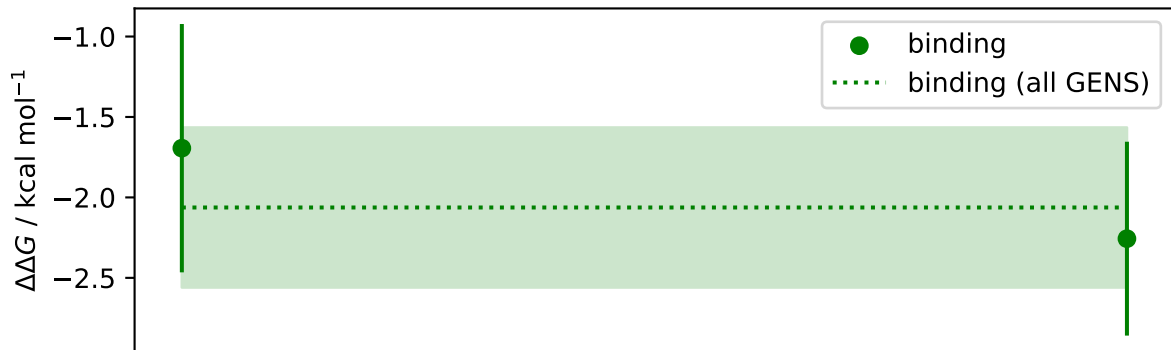 −1.0
−1.5
−2.0
−2.5
ΔΔG / kcal mol⁻¹
binding
binding (all GENS)